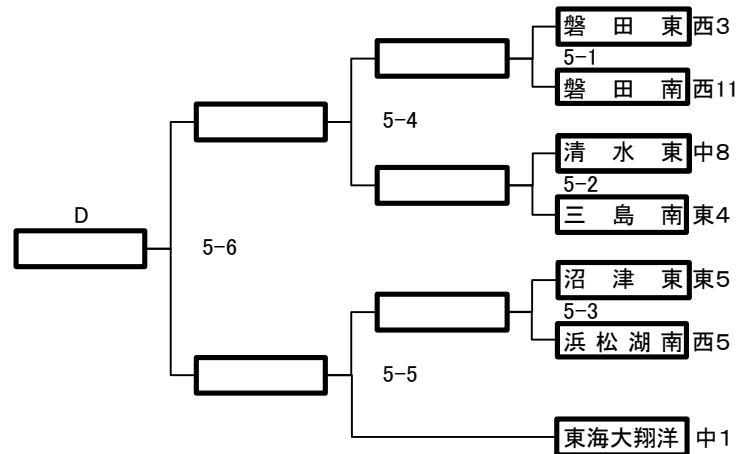 磐田東 西3
5-1
磐田南 西11
5-4
清水東 中8
5-2
三島南 東4
D
5-6
沼津東 東5
5-3
浜松湖南 西5
5-5
東海大翔洋 中1